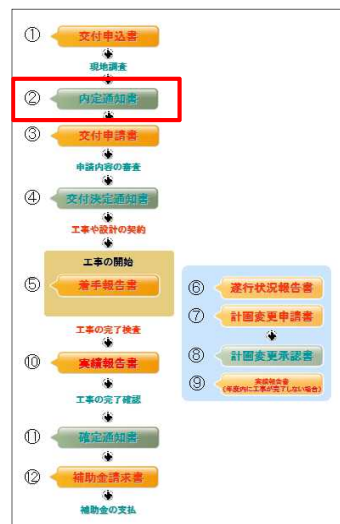 ① 交付申込書
現地調査
② 内定通知書
③ 交付申請書
申請内容の審査
④ 交付決定通知書
工事や設計の契約
工事の開始
⑤ 着手報告書
⑥ 遂行状況報告書
⑦ 計画変更申請書
⑧ 計画変更承認書
⑨ 実績報告書
(年度内に工事が完了しない場合)
工事の完了検査
⑩ 実績報告書
工事の完了確認
⑪ 確定通知書
⑫ 補助金請求書
補助金の支払